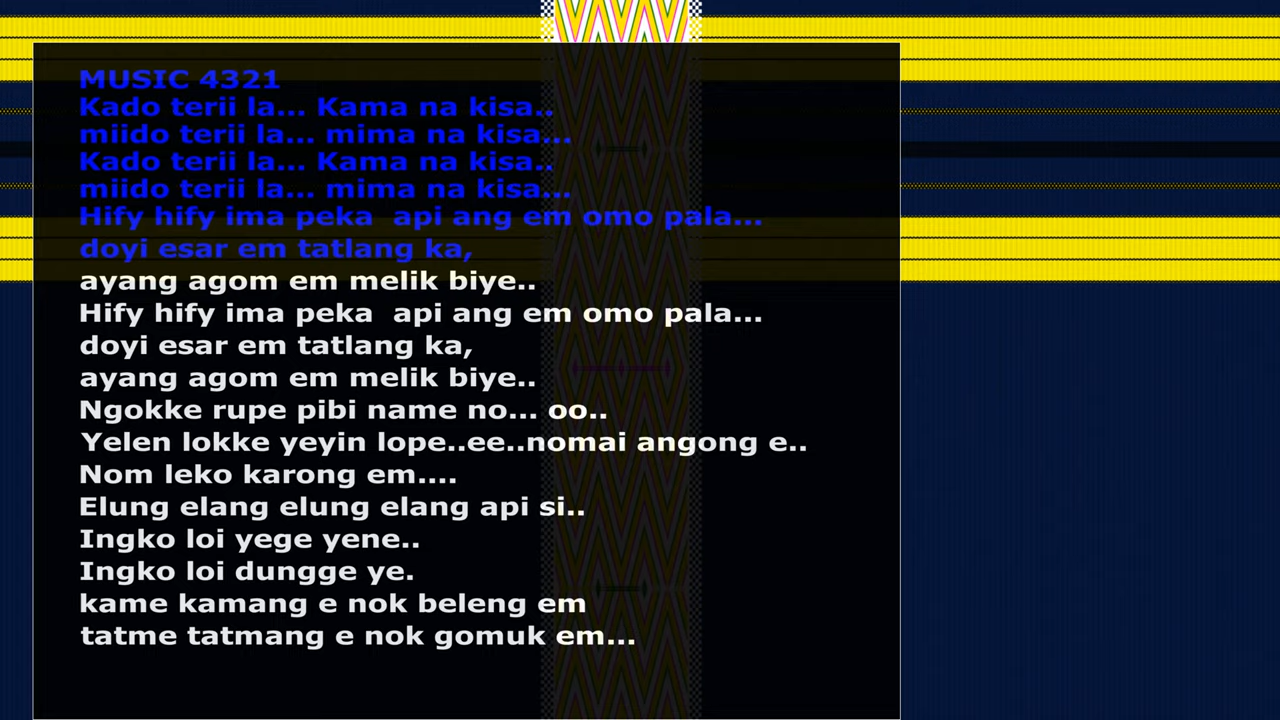 MUSIC 4321
Kado terii la... Kama na kisa..
miido terii la... mima na kisa...
Kado terii la... Kama na kisa..
miido terii la... mima na kisa...
Hify hify ima peka  api ang em omo pala...
doyi esar em tatlang ka,
ayang agom em melik biye..
Hify hify ima peka  api ang em omo pala...
doyi esar em tatlang ka,
ayang agom em melik biye..
Ngokke rupe pibi name no... oo..
Yelen lokke yeyin lope..ee..nomai angong e..
Nom leko karong em....
Elung elang elung elang api si..
Ingko loi yege yene..
Ingko loi dungge ye.
kame kamang e nok beleng em
tatme tatmang e nok gomuk em...